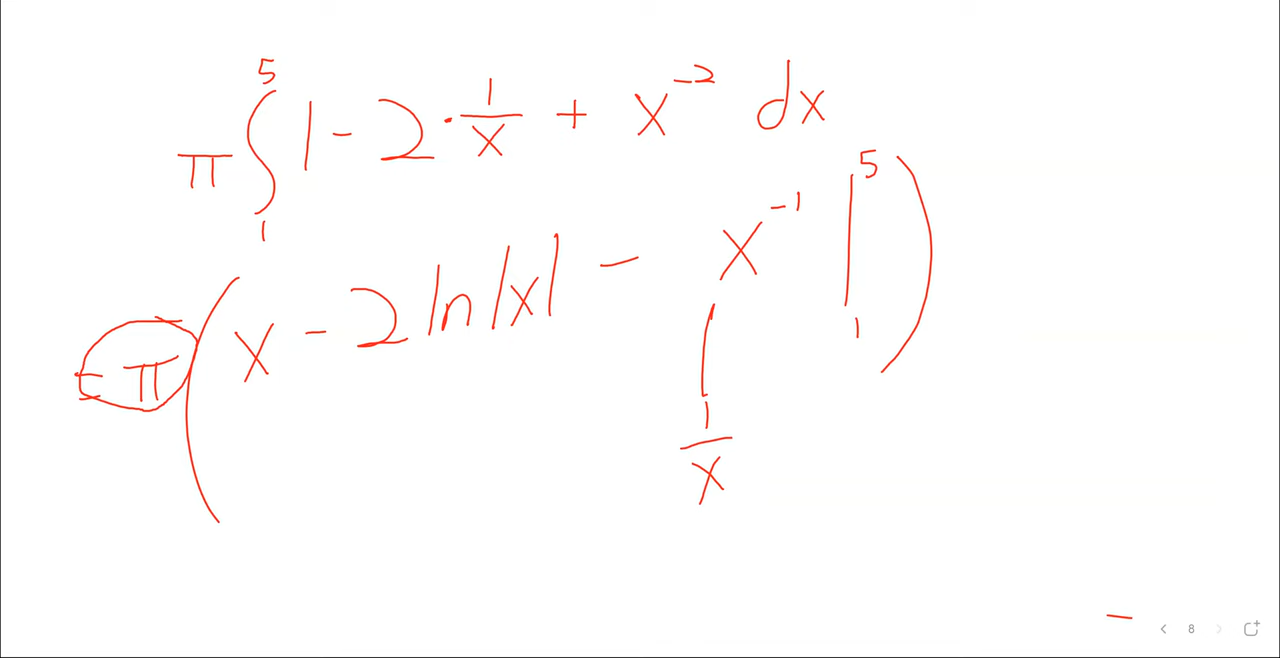 π ∫₁⁵ 1 - 2 · 1/x + x⁻² dx
= π ( x - 2 ln|x| - x⁻¹ |₁⁵ )
1/x
-
< 8 >